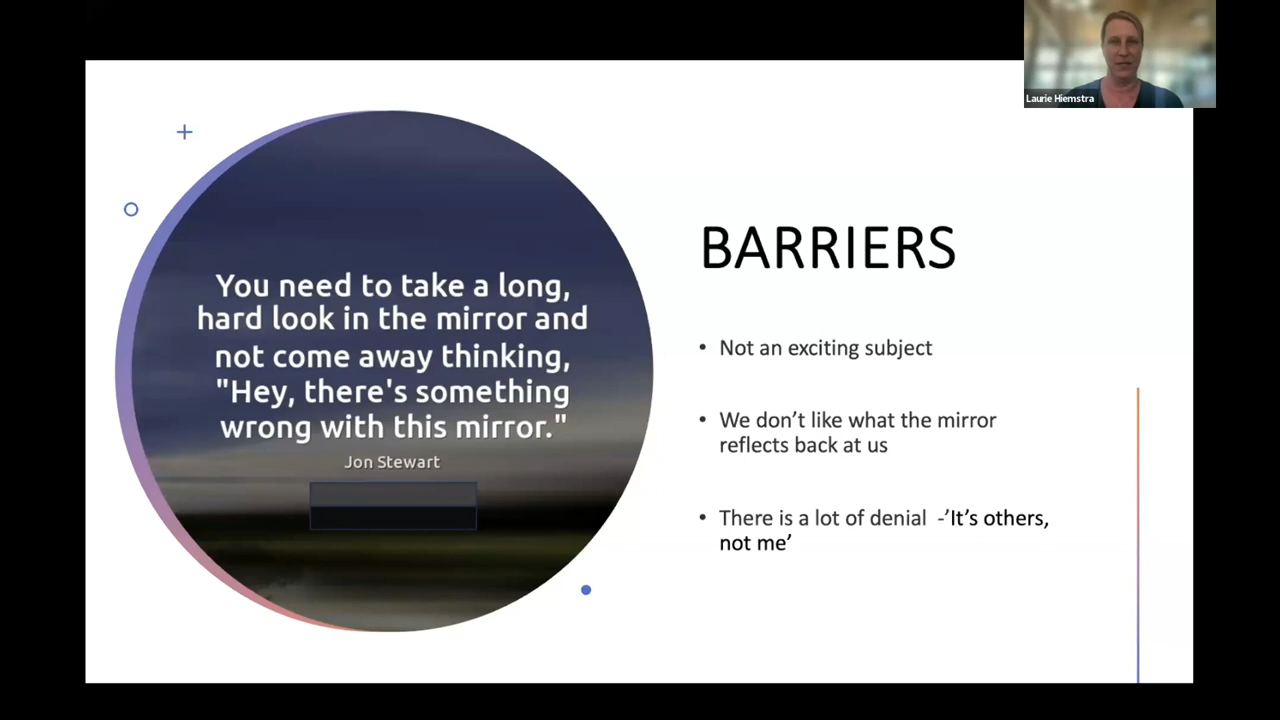 Laurie Hiemstra
You need to take a long,
hard look in the mirror and
not come away thinking,
"Hey, there's something
wrong with this mirror."
Jon Stewart
BARRIERS
• Not an exciting subject
• We don’t like what the mirror
reflects back at us
• There is a lot of denial -’It’s others,
not me’